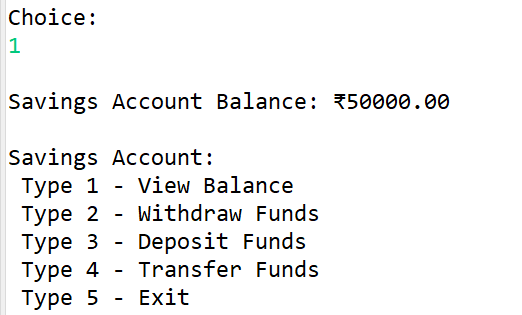 Choice:
1
Savings Account Balance: ₹50000.00
Savings Account:
Type 1 - View Balance
Type 2 - Withdraw Funds
Type 3 - Deposit Funds
Type 4 - Transfer Funds
Type 5 - Exit